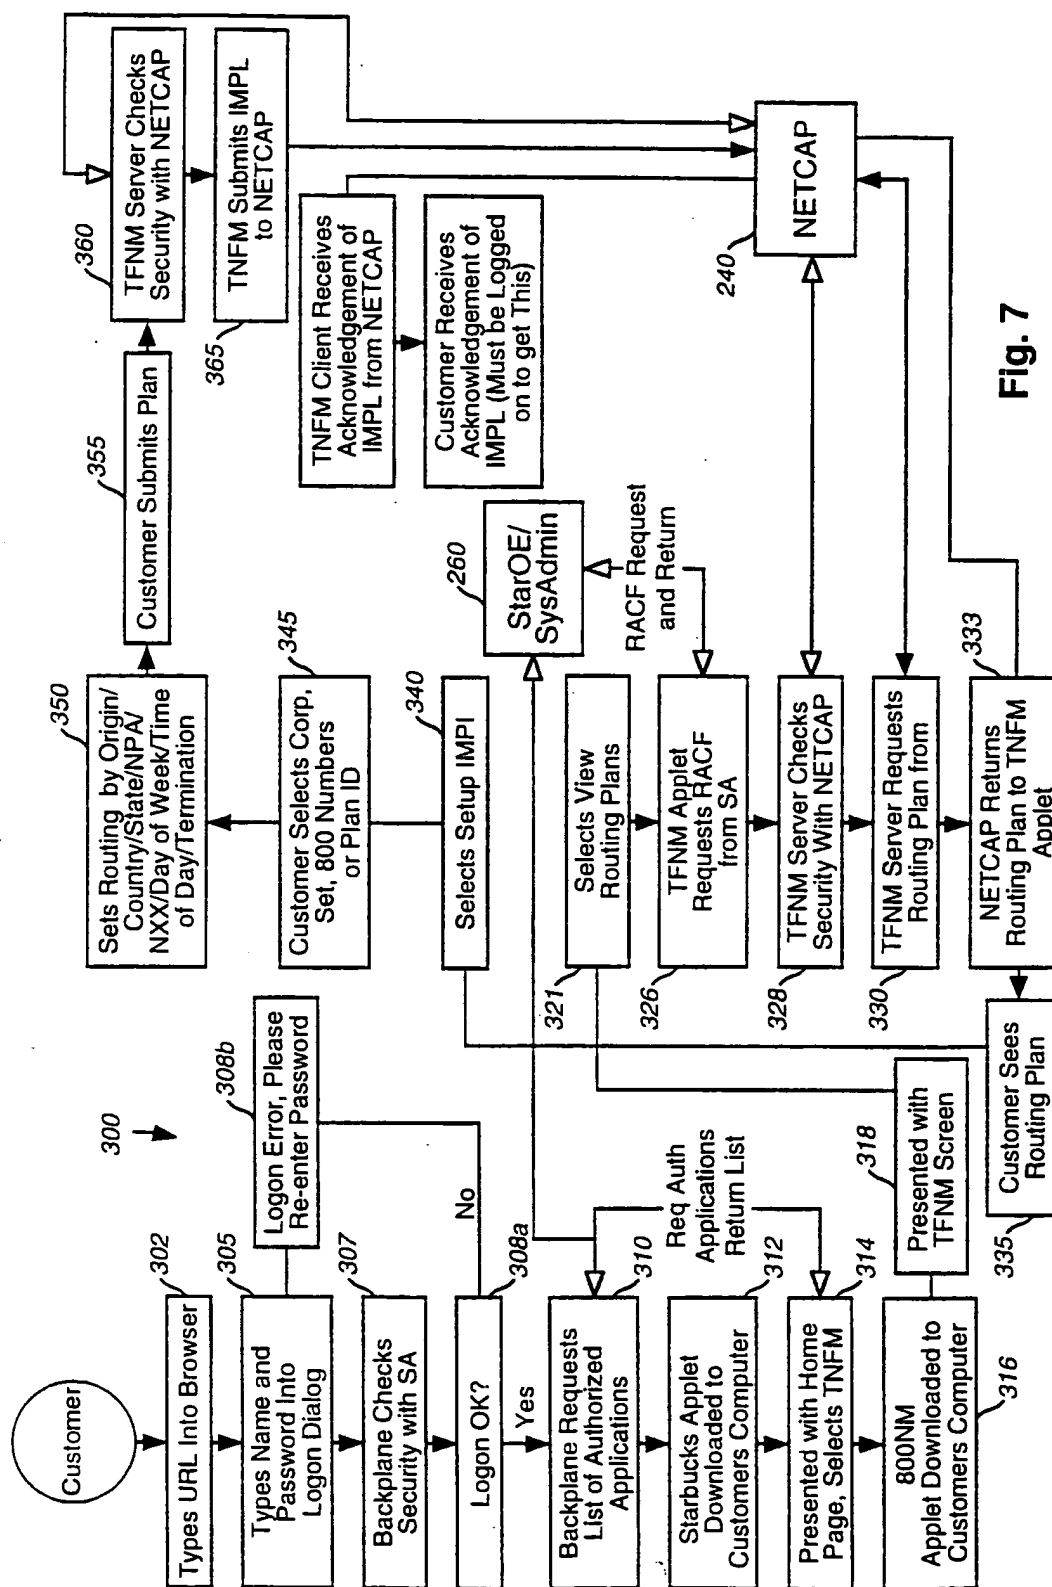 Customer
302
Types URL Into Browser
305
Types Name and
Password Into
Logon Dialog
308b
Logon Error, Please
Re-enter Password
307
Backplane Checks
Security with SA
308a
Logon OK?
No
Yes
310
Backplane Requests
List of Authorized
Applications
Req Auth
Applications
Return List
312
Starbucks Applet
Downloaded to
Customers Computer
314
Presented with Home
Page, Selects TNFM
316
800NM
Applet Downloaded to
Customers Computer
318
Presented with
TFNM Screen
300
321
Selects View
Routing Plans
326
TFNM Applet
Requests RACF
from SA
328
TFNM Server Checks
Security With NETCAP
330
TFNM Server Requests
Routing Plan from
333
NETCAP Returns
Routing Plan to TNFM
Applet
335
Customer Sees
Routing Plan
340
Selects Setup IMPI
345
Customer Selects Corp,
Set, 800 Numbers
or Plan ID
350
Sets Routing by Origin/
Country/State/NPA/
NXX/Day of Week/Time
of Day/Termination
355
Customer Submits Plan
360
TFNM Server Checks
Security with NETCAP
365
TNFM Submits IMPL
to NETCAP
TNFM Client Receives
Acknowledgement of
IMPL from NETCAP
Customer Receives
Acknowledgement of
IMPL (Must be Logged
on to get This)
260
StarOE/
SysAdmin
RACF Request
and Return
240
NETCAP
Fig. 7